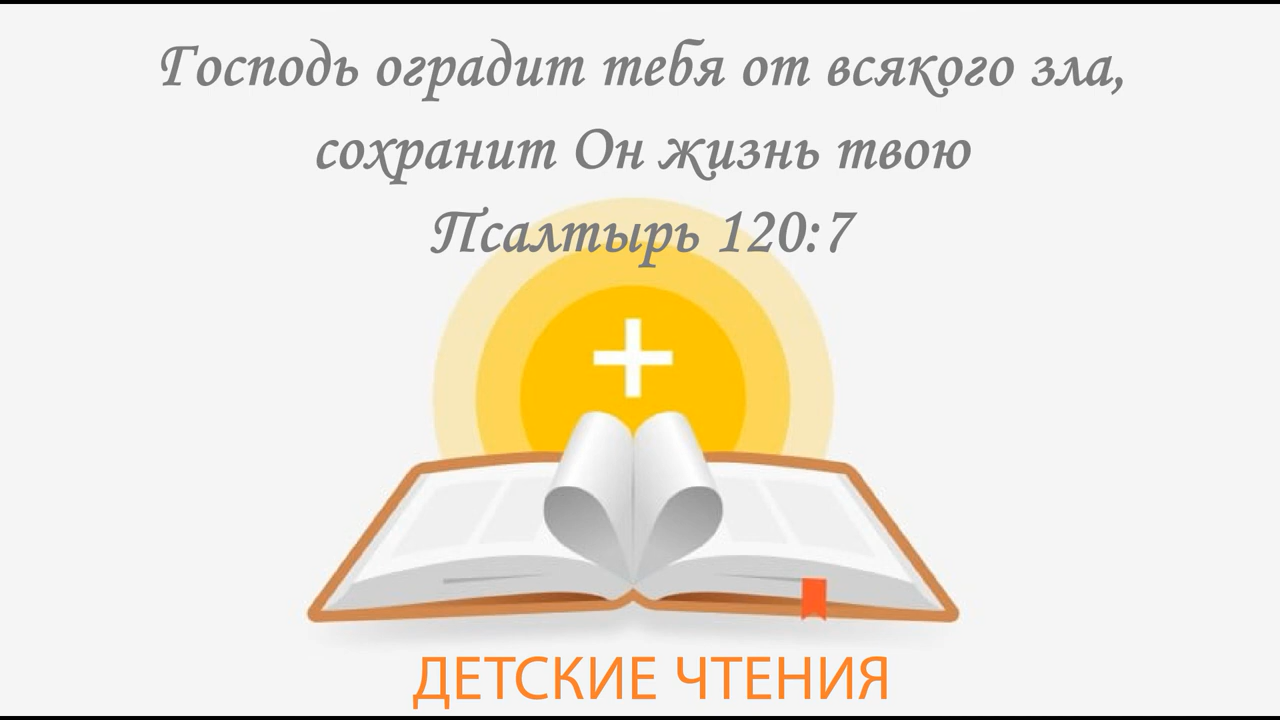 Господь оградит тебя от всякого зла,
сохранит Он жизнь твою
Псалтырь 120:7
ДЕТСКИЕ ЧТЕНИЯ